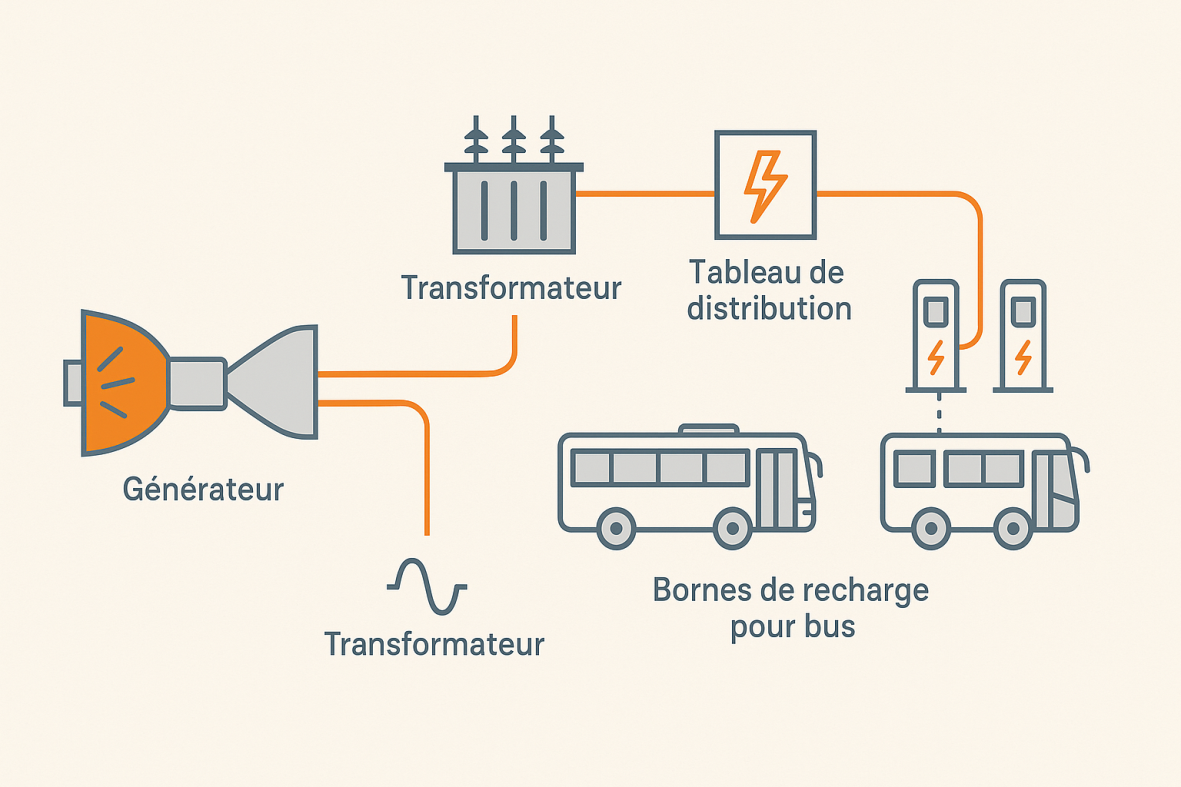 Transformateur
Tableau de
distribution
Générateur
Transformateur
Bornes de recharge
pour bus